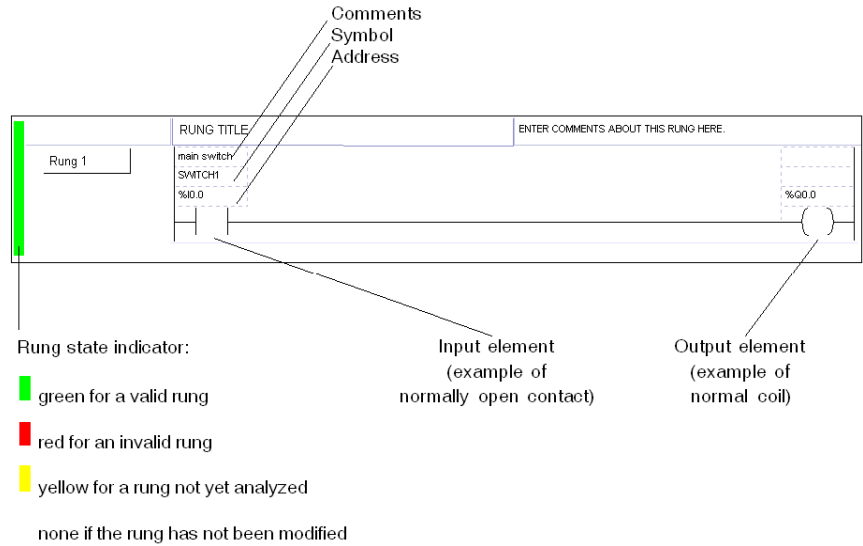 Comments
Symbol
Address
RUNG TITLE
ENTER COMMENTS ABOUT THIS RUNG HERE.
Rung 1
main switch
SWITCH1
%I0.0
%Q0.0
Rung state indicator:
green for a valid rung
red for an invalid rung
yellow for a rung not yet analyzed
none if the rung has not been modified
Input element
(example of
normally open contact)
Output element
(example of
normal coil)